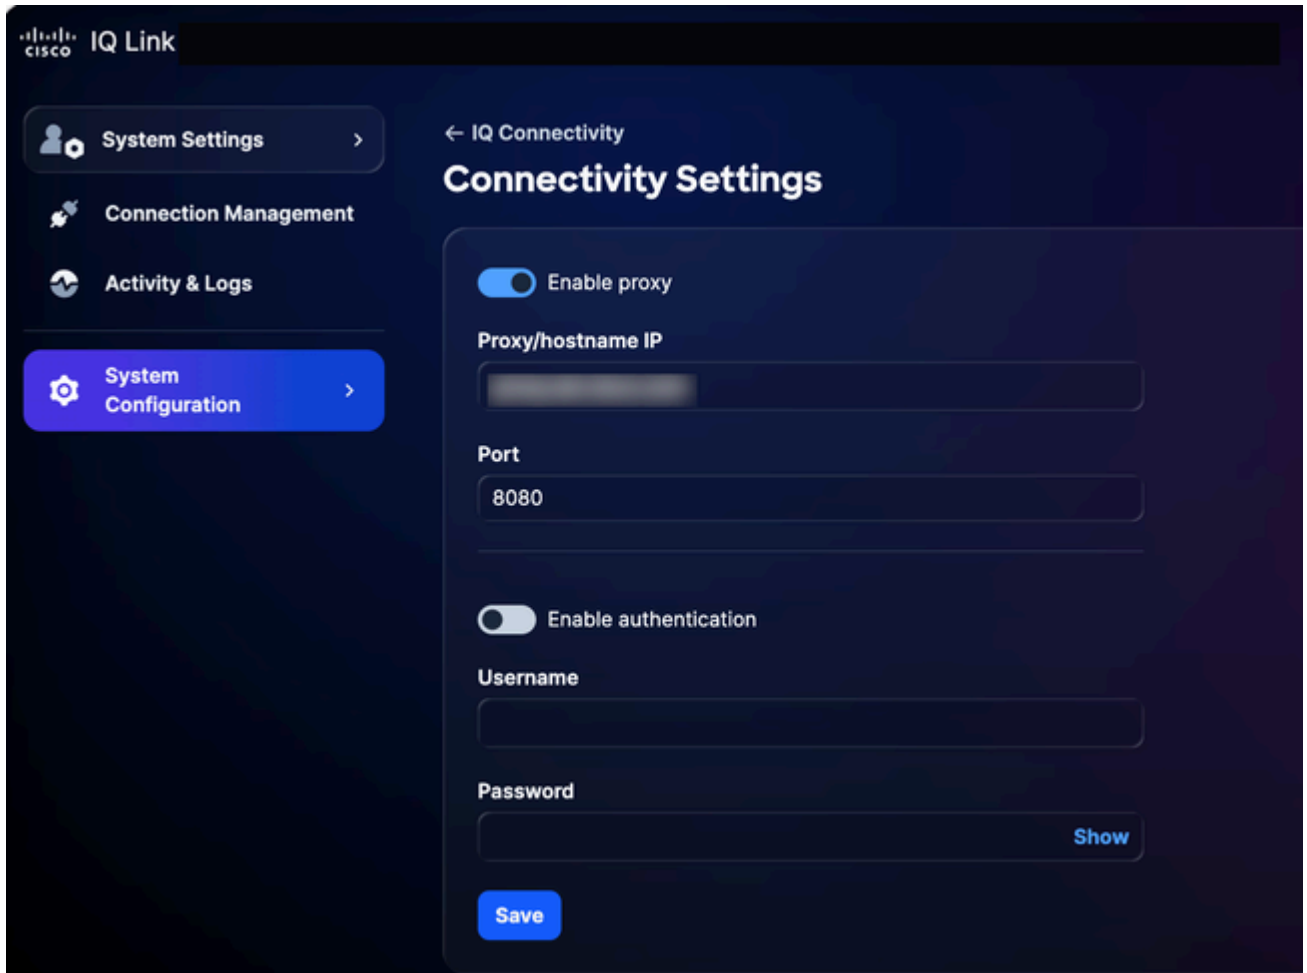 cisco IQ Link
System Settings
Connection Management
Activity & Logs
System
Configuration
← IQ Connectivity
Connectivity Settings
Enable proxy
Proxy/hostname IP
Port
8080
Enable authentication
Username
Password
Show
Save